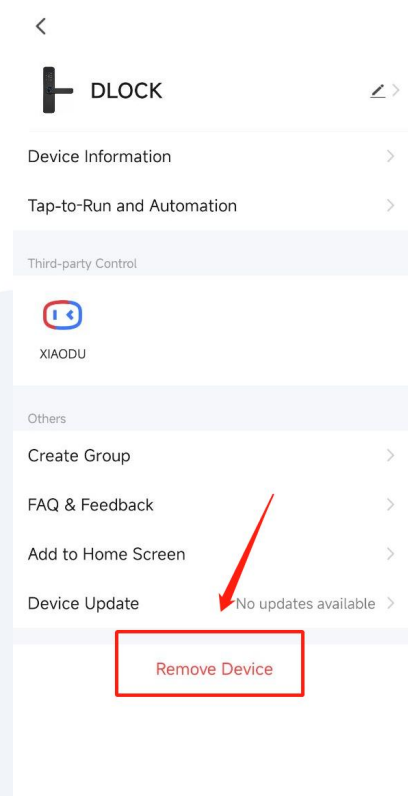 DLOCK
Device Information
Tap-to-Run and Automation
Third-party Control
XIAODU
Others
Create Group
FAQ & Feedback
Add to Home Screen
Device Update No updates available
Remove Device